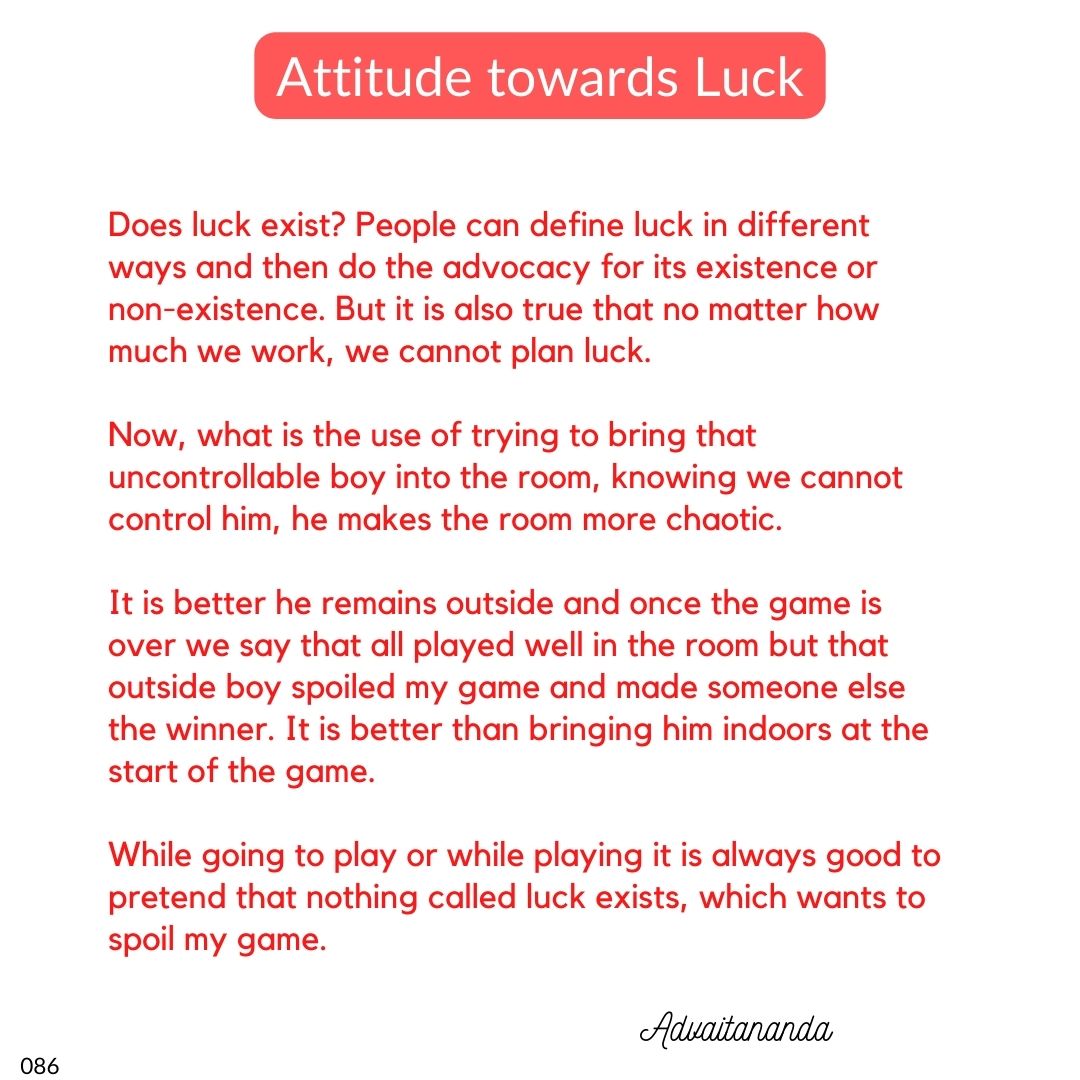 Attitude towards Luck
Does luck exist? People can define luck in different
ways and then do the advocacy for its existence or
non-existence. But it is also true that no matter how
much we work, we cannot plan luck.
Now, what is the use of trying to bring that
uncontrollable boy into the room, knowing we cannot
control him, he makes the room more chaotic.
It is better he remains outside and once the game is
over we say that all played well in the room but that
outside boy spoiled my game and made someone else
the winner. It is better than bringing him indoors at the
start of the game.
While going to play or while playing it is always good to
pretend that nothing called luck exists, which wants to
spoil my game.
Advaitananda
086